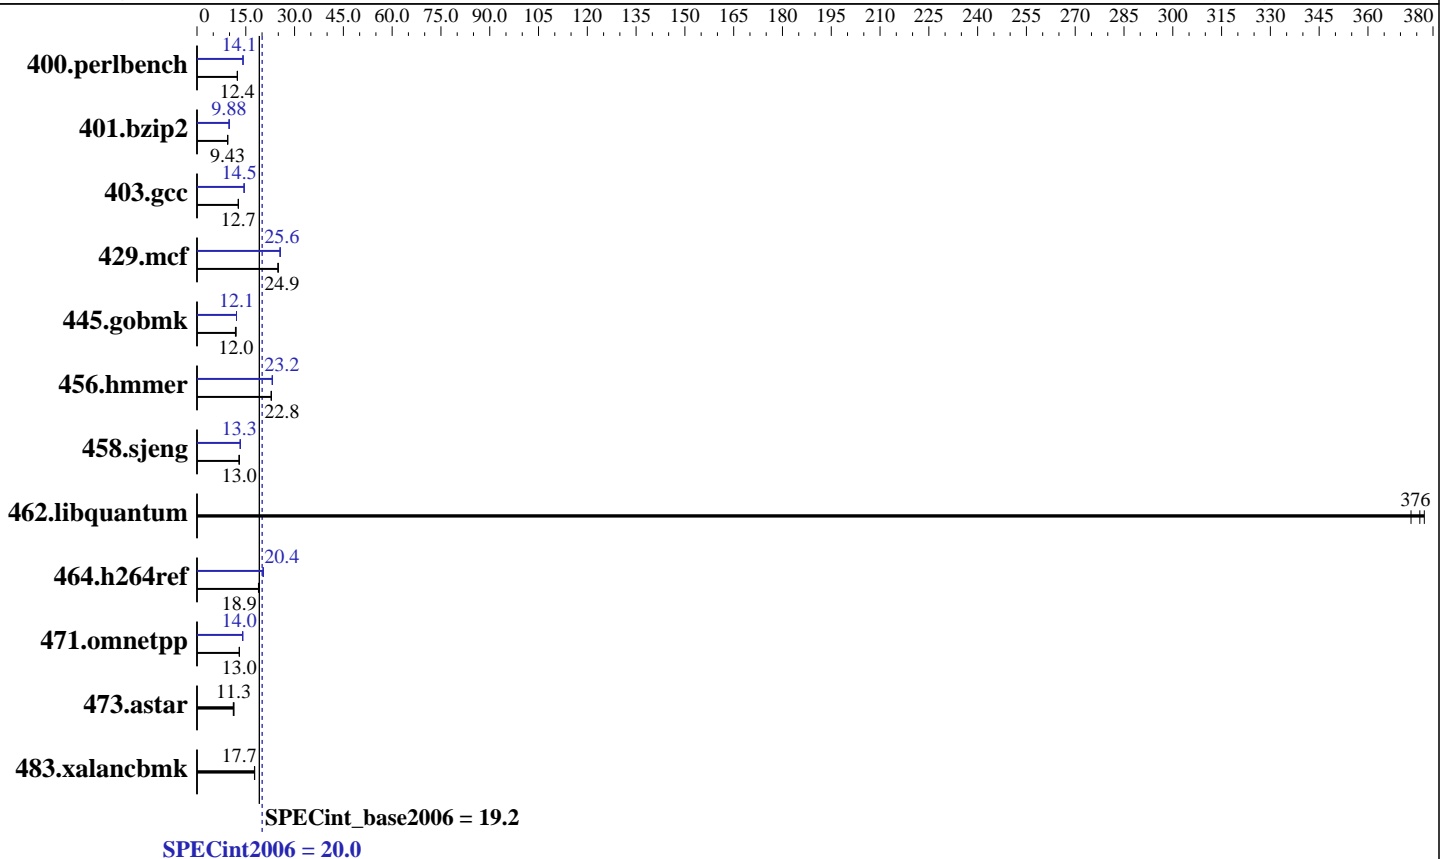 0 15.0 30.0 45.0 60.0 75.0 90.0 105 120 135 150 165 180 195 210 225 240 255 270 285 300 315 330 345 360 380
400.perlbench 14.1
12.4
401.bzip2 9.88
9.43
403.gcc 14.5
12.7
429.mcf 25.6
24.9
445.gobmk 12.1
12.0
456.hmmer 23.2
22.8
458.sjeng 13.3
13.0
462.libquantum 376
464.h264ref 20.4
18.9
471.omnetpp 14.0
13.0
473.astar 11.3
483.xalancbmk 17.7
SPECint_base2006 = 19.2
SPECint2006 = 20.0